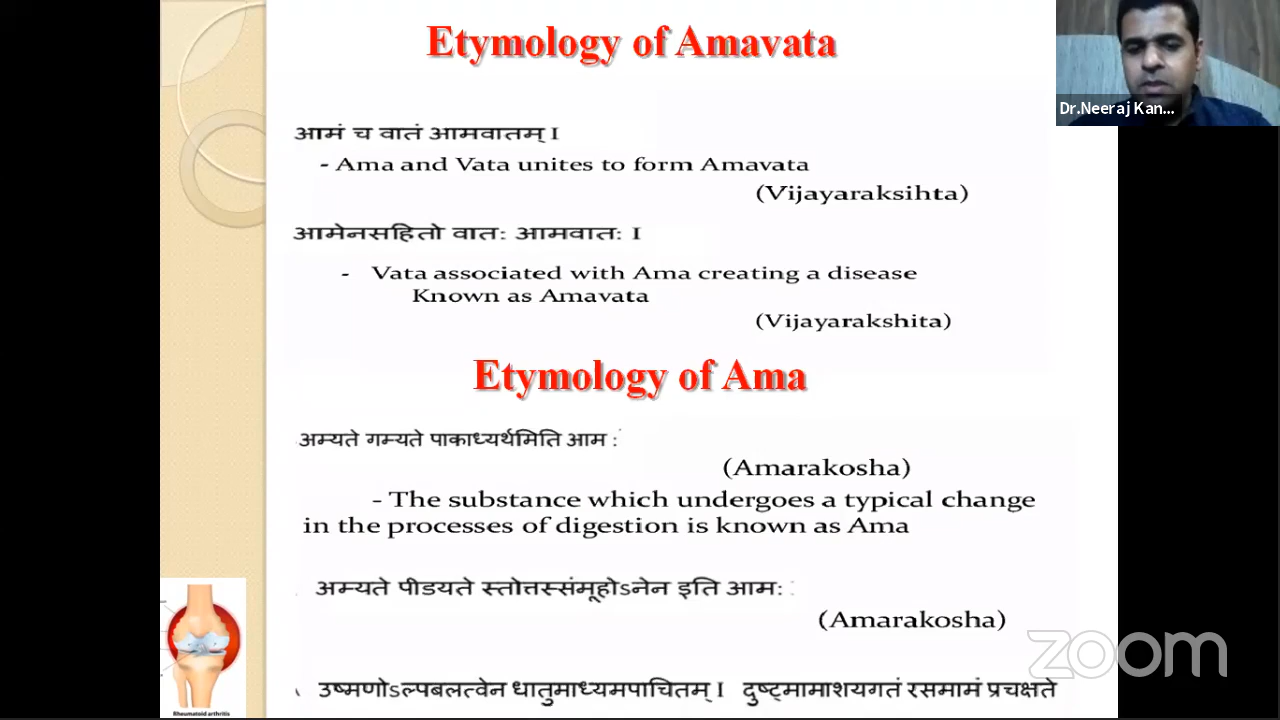 Etymology of Amavata
Dr.Neeraj Kan...
आमं च वातं आमवातम् I
- Ama and Vata unites to form Amavata
(Vijayaraksihta)
आमेनसहितो वातः आमवातः I
- Vata associated with Ama creating a disease
Known as Amavata
(Vijayarakshita)
Etymology of Ama
अम्यते गम्यते पाकाध्यर्थमिति आम :
(Amarakosha)
- The substance which undergoes a typical change
in the processes of digestion is known as Ama
अम्यते पीडयते स्तोत्तस्संमूहोऽनेन इति आमः
(Amarakosha)
zoom
उष्मणोऽल्पबलत्वेन धातुमाध्यमपाचितम् I दुष्ट्मामाशयगतं रसमामं प्रचक्षते
Rheumatoid arthritis